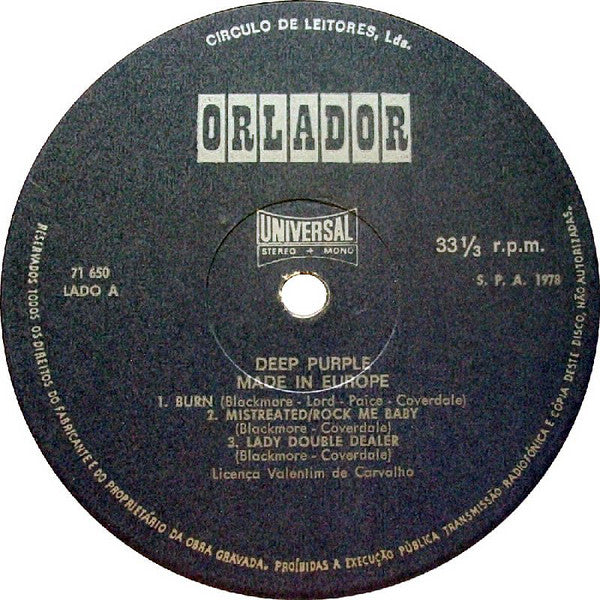 CIRCULO DE LEITORES, Lda.
ORLADOR
UNIVERSAL
STEREO + MONO
33 1/3 r.p.m.
71 650
LADO A
S. P. A. 1978
DEEP PURPLE
MADE IN EUROPE
1. BURN (Blackmore - Lord - Paice - Coverdale)
2. MISTREATED/ROCK ME BABY
(Blackmore - Coverdale)
3. LADY DOUBLE DEALER
(Blackmore - Coverdale)
Licença Valentim de Carvalho
RESERVADOS TODOS OS DIREITOS DO FABRICANTE E DO PROPRIETÁRIO DA OBRA GRAVADA. PROÍBIDAS A EXECUÇÃO PÚBLICA TRANSMISSÃO RADIOFÓNICA E CÓPIA DESTE DISCO, NÃO AUTORIZADAS.